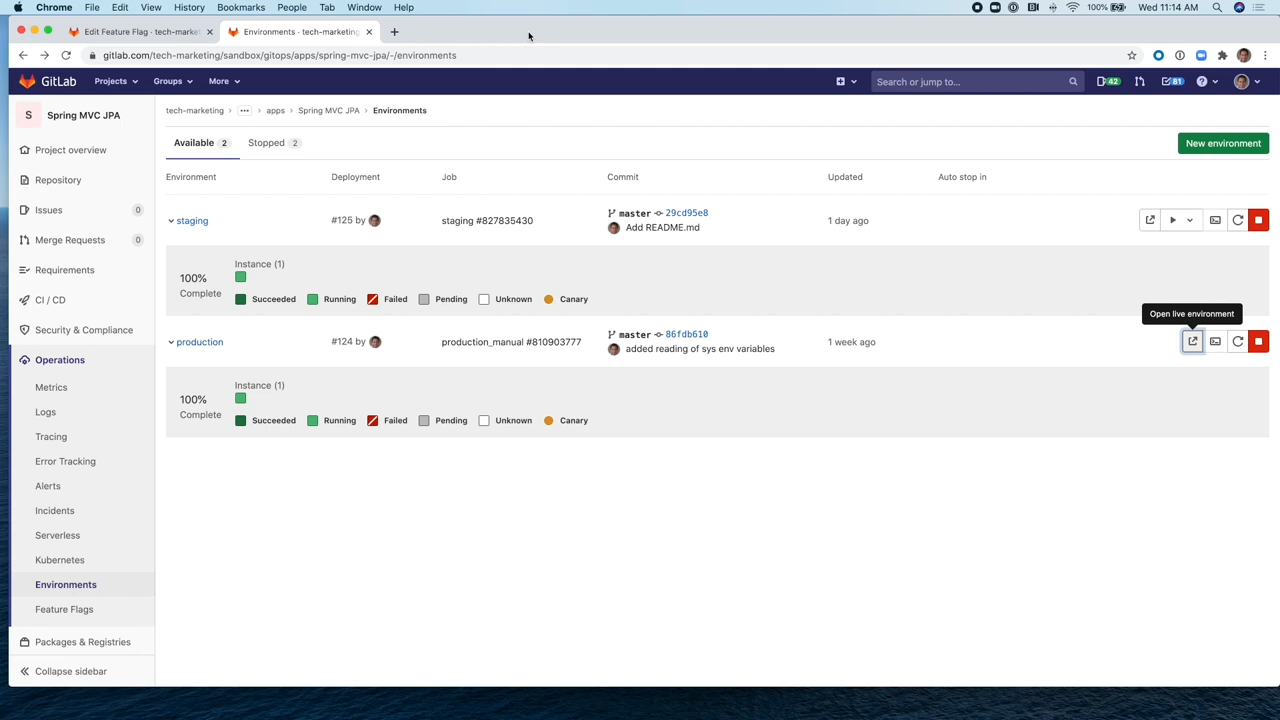 Chrome File Edit View History Bookmarks People Tab Window Help 100% Wed 11:14 AM
Edit Feature Flag · tech-market Environments · tech-marketing
gitlab.com/tech-marketing/sandbox/gitops/apps/spring-mvc-jpa/-/environments
GitLab Projects Groups More Search or jump to... 42 81
S Spring MVC JPA
tech-marketing › ... › apps › Spring MVC JPA › Environments
Available 2 Stopped 2 New environment
Project overview
Repository
Issues 0
Merge Requests 0
Requirements
CI / CD
Security & Compliance
Operations
Metrics
Logs
Tracing
Error Tracking
Alerts
Incidents
Serverless
Kubernetes
Environments
Feature Flags
Packages & Registries
Collapse sidebar
Environment Deployment Job Commit Updated Auto stop in
staging #125 by staging #827835430 master 29cd95e8 1 day ago
Add README.md
100% Complete Instance (1)
Succeeded Running Failed Pending Unknown Canary
Open live environment
production #124 by production_manual #810903777 master 86fdb610 1 week ago
added reading of sys env variables
100% Complete Instance (1)
Succeeded Running Failed Pending Unknown Canary